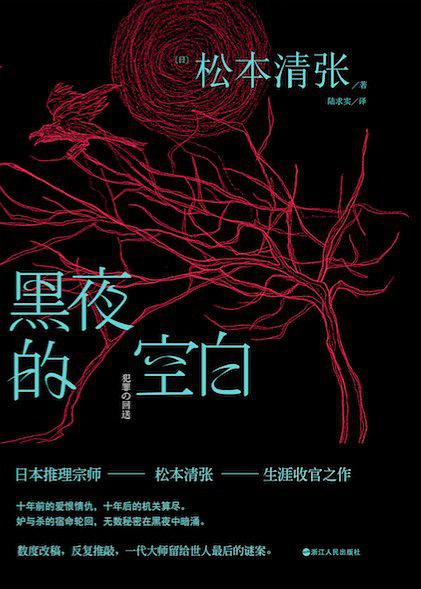 [日] 松本清张／著
陆求实／译
黑夜
的空白
犯罪の回送
日本推理宗师 —— 松本清张 —— 生涯收官之作
十年前的爱恨情仇，十年后的机关算尽。
妒与杀的宿命轮回，无数秘密在黑夜中暗涌。
数度改稿，反复推敲，一代大师留给世人最后的谜案。
浙江人民出版社